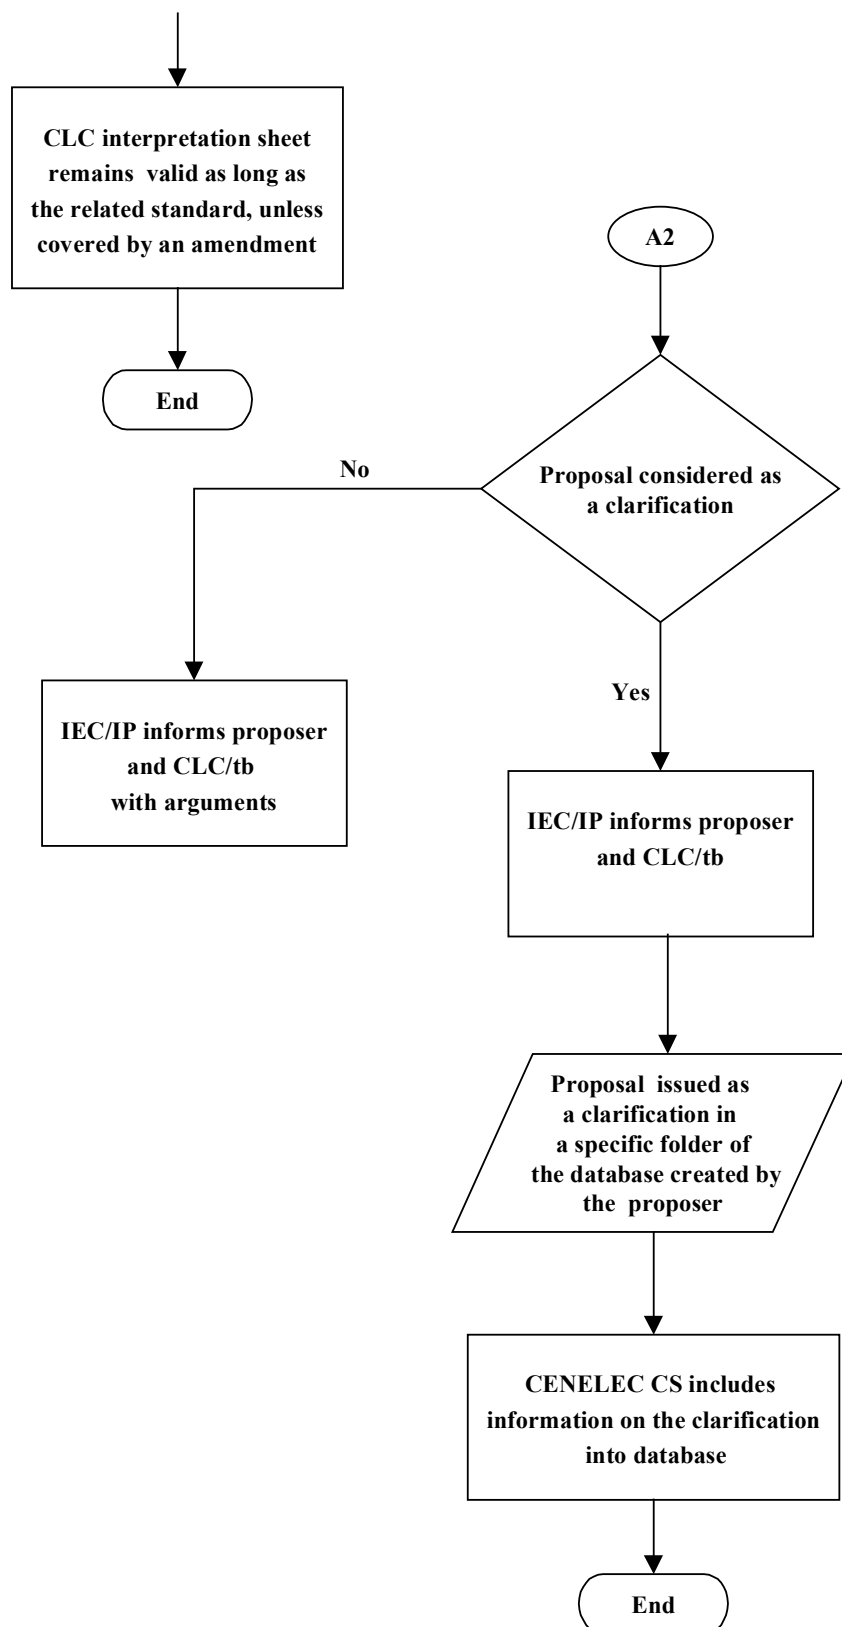 CLC interpretation sheet
remains valid as long as
the related standard, unless
covered by an amendment
End
A2
Proposal considered as
a clarification
No
Yes
IEC/IP informs proposer
and CLC/tb
with arguments
IEC/IP informs proposer
and CLC/tb
Proposal issued as
a clarification in
a specific folder of
the database created by
the proposer
CENELEC CS includes
information on the clarification
into database
End